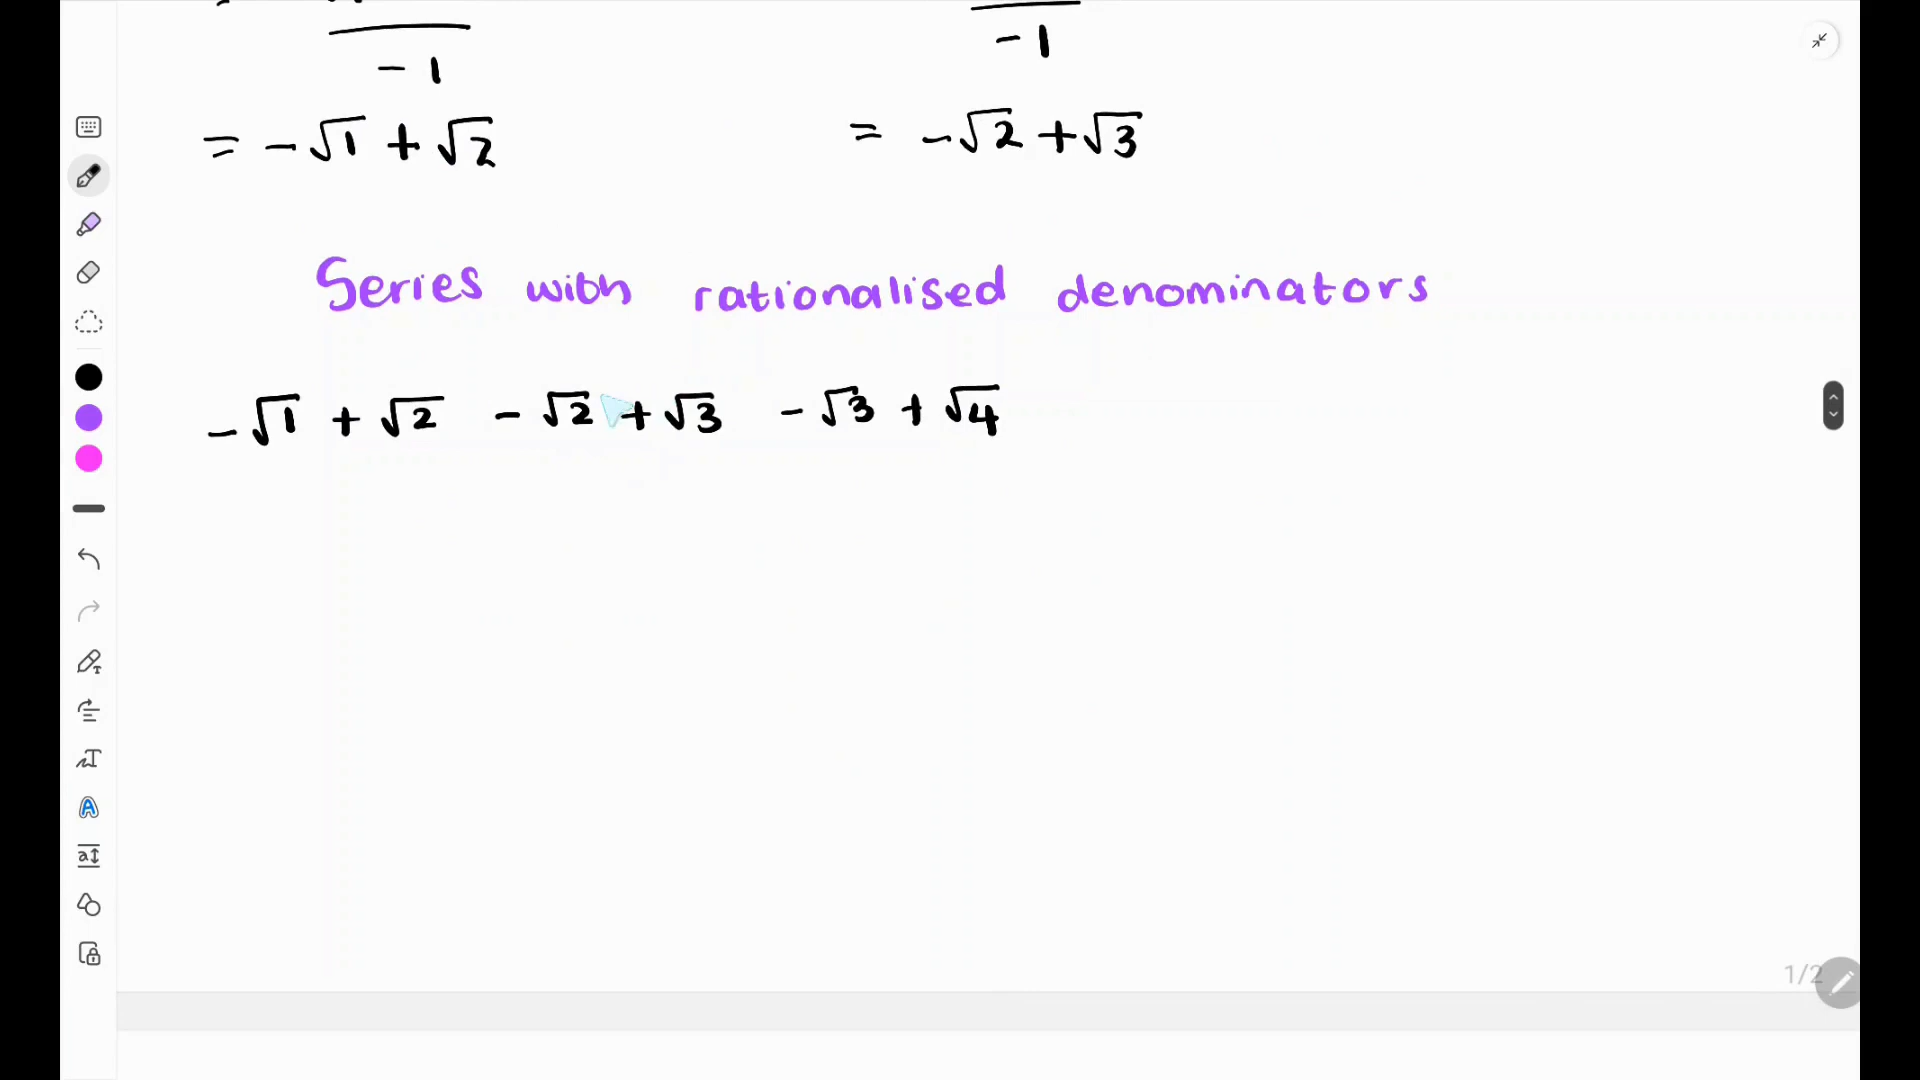 - 1
- 1
= -√1 + √2
= -√2 + √3
Series with rationalised denominators
-√1 + √2 - √2 + √3 - √3 + √4
1/2